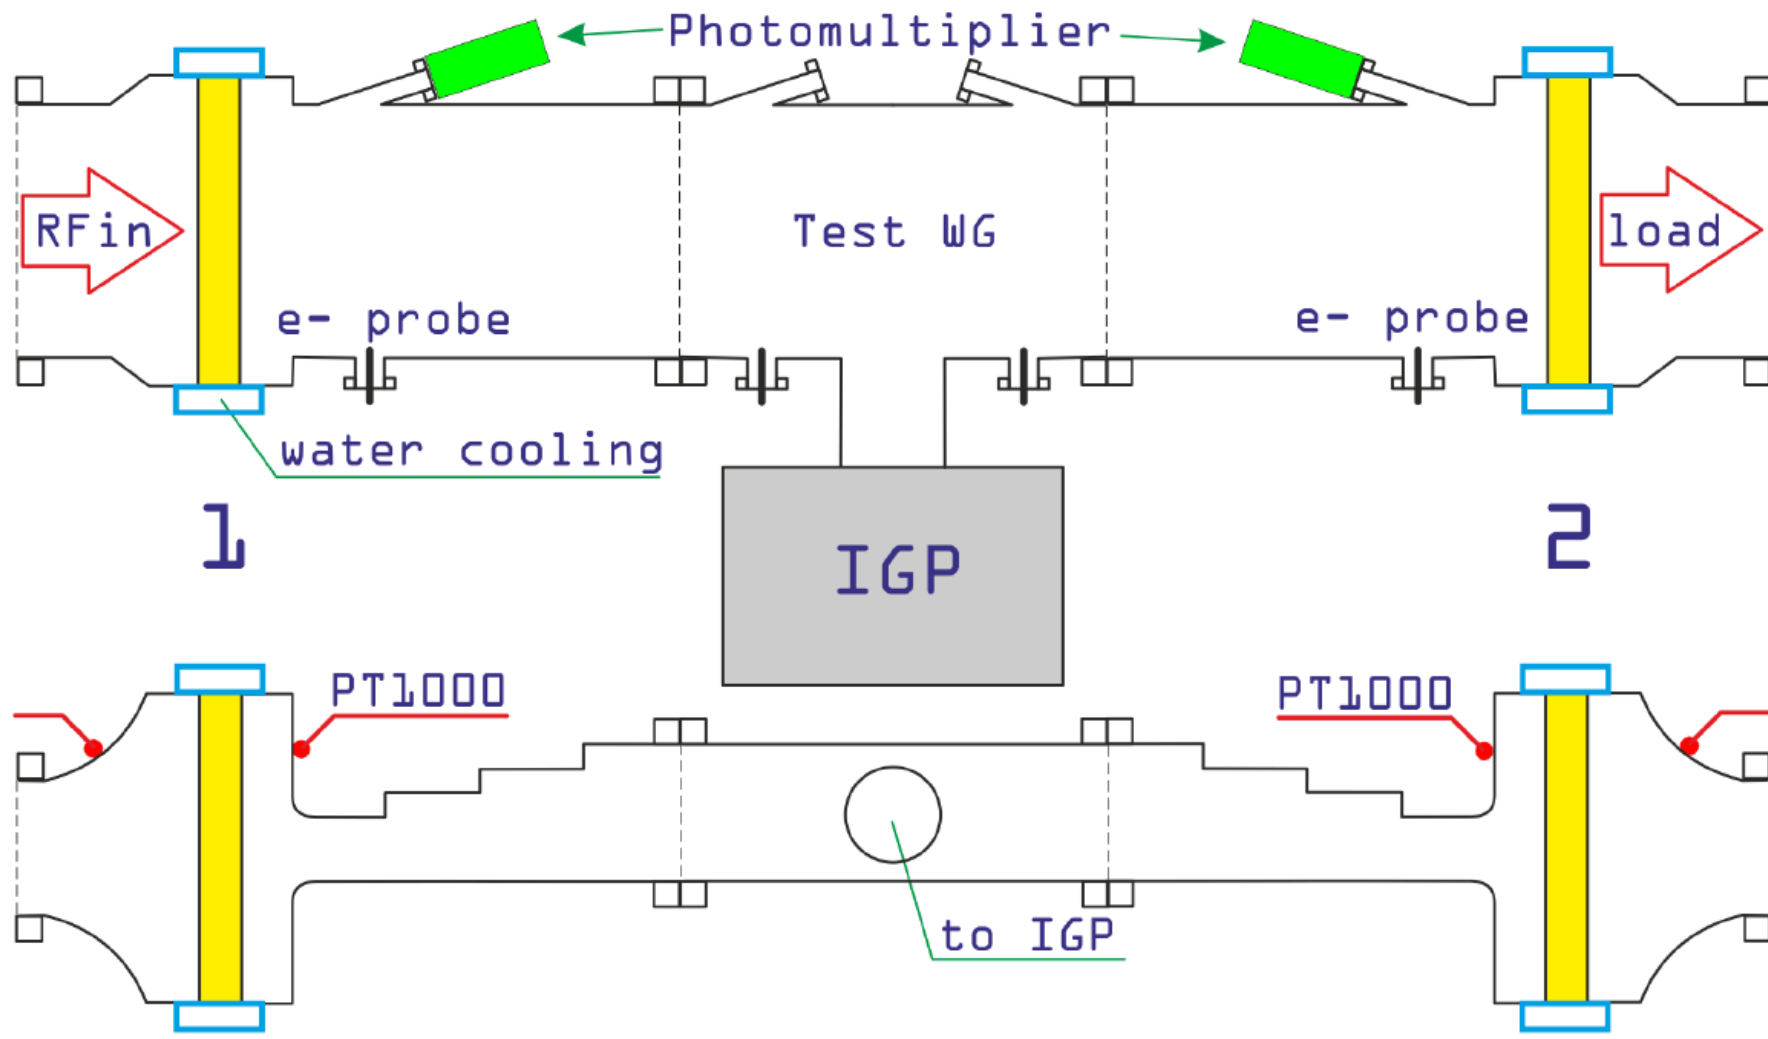 Photomultiplier
RFin
Test WG
load
e- probe
e- probe
water cooling
1
2
IGP
PT1000
PT1000
to IGP